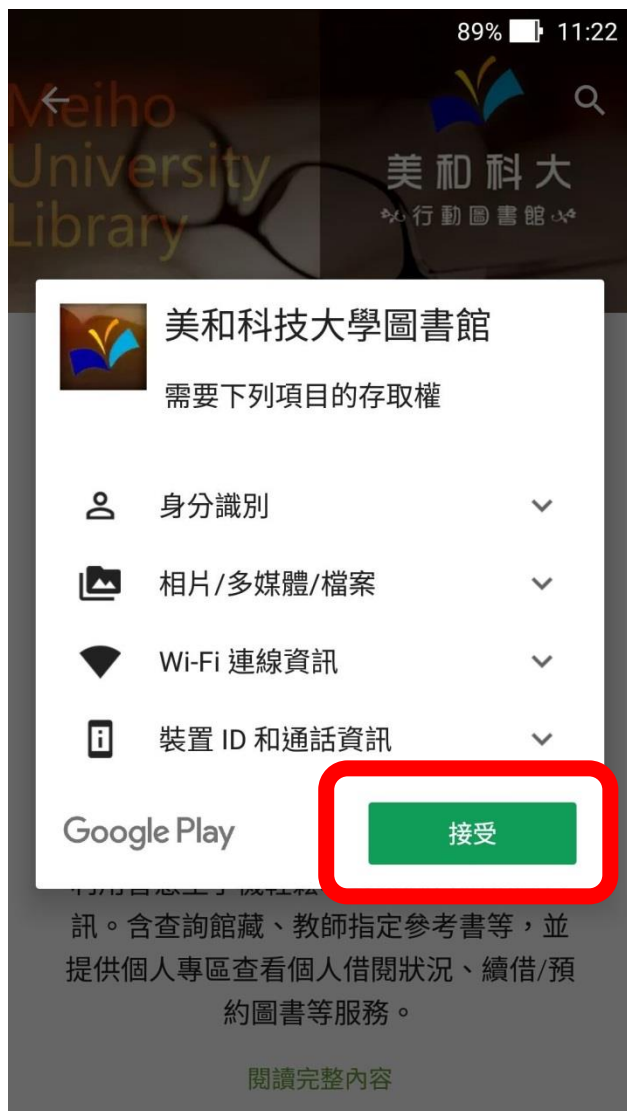 89% 11:22
Meiho
University
Library
美和科大
行動圖書館
美和科技大學圖書館
需要下列項目的存取權
身分識別
相片/多媒體/檔案
Wi-Fi 連線資訊
裝置 ID 和通話資訊
Google Play
接受
訊。含查詢館藏、教師指定參考書等，並
提供個人專區查看個人借閱狀況、續借/預
約圖書等服務。
閱讀完整內容